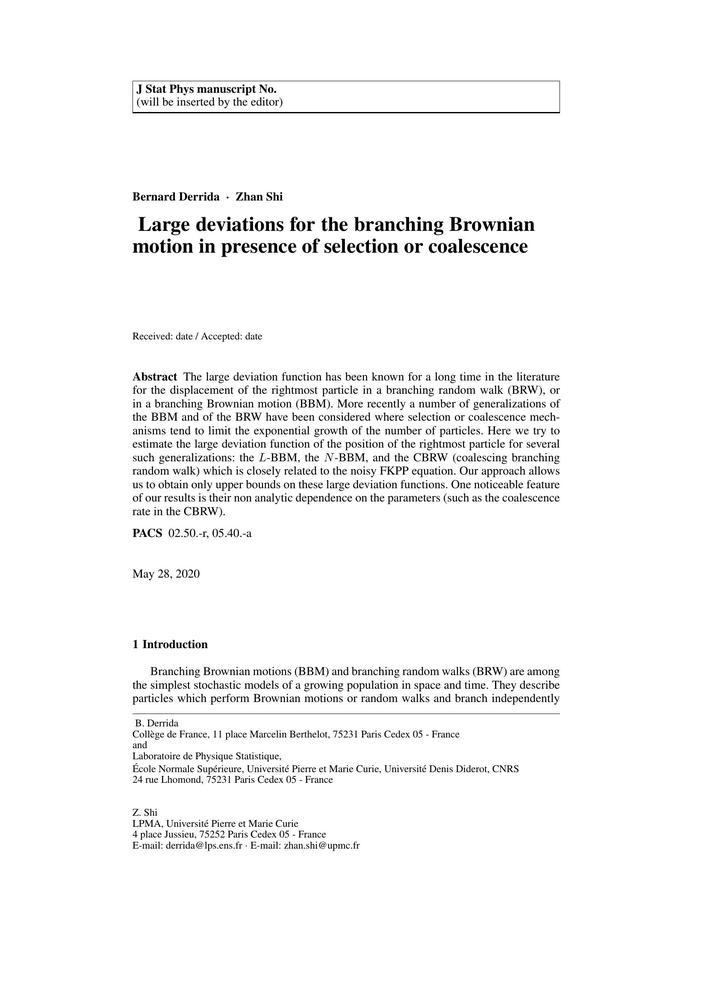 J Stat Phys manuscript No.
(will be inserted by the editor)
Bernard Derrida · Zhan Shi
Large deviations for the branching Brownian
motion in presence of selection or coalescence
Received: date / Accepted: date
Abstract The large deviation function has been known for a long time in the literature
for the displacement of the rightmost particle in a branching random walk (BRW), or
in a branching Brownian motion (BBM). More recently a number of generalizations of
the BBM and of the BRW have been considered where selection or coalescence mech-
anisms tend to limit the exponential growth of the number of particles. Here we try to
estimate the large deviation function of the position of the rightmost particle for several
such generalizations: the L-BBM, the N-BBM, and the CBRW (coalescing branching
random walk) which is closely related to the noisy FKPP equation. Our approach allows
us to obtain only upper bounds on these large deviation functions. One noticeable feature
of our results is their non analytic dependence on the parameters (such as the coalescence
rate in the CBRW).
PACS 02.50.-r, 05.40.-a
May 28, 2020
1 Introduction
Branching Brownian motions (BBM) and branching random walks (BRW) are among
the simplest stochastic models of a growing population in space and time. They describe
particles which perform Brownian motions or random walks and branch independently
B. Derrida
Collège de France, 11 place Marcelin Berthelot, 75231 Paris Cedex 05 - France
and
Laboratoire de Physique Statistique,
École Normale Supérieure, Université Pierre et Marie Curie, Université Denis Diderot, CNRS
24 rue Lhomond, 75231 Paris Cedex 05 - France
Z. Shi
LPMA, Université Pierre et Marie Curie
4 place Jussieu, 75252 Paris Cedex 05 - France
E-mail: derrida@lps.ens.fr · E-mail: zhan.shi@upmc.fr